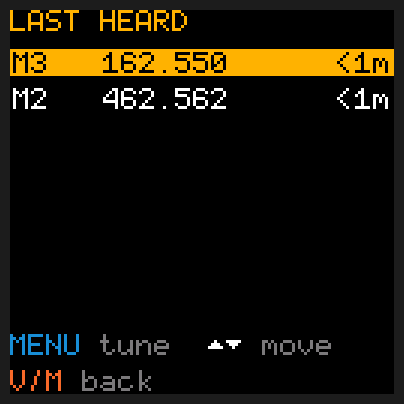 LAST HEARD
M3 162.550 <1m
M2 462.562 <1m
MENU tune ▲▼ move
V/M back